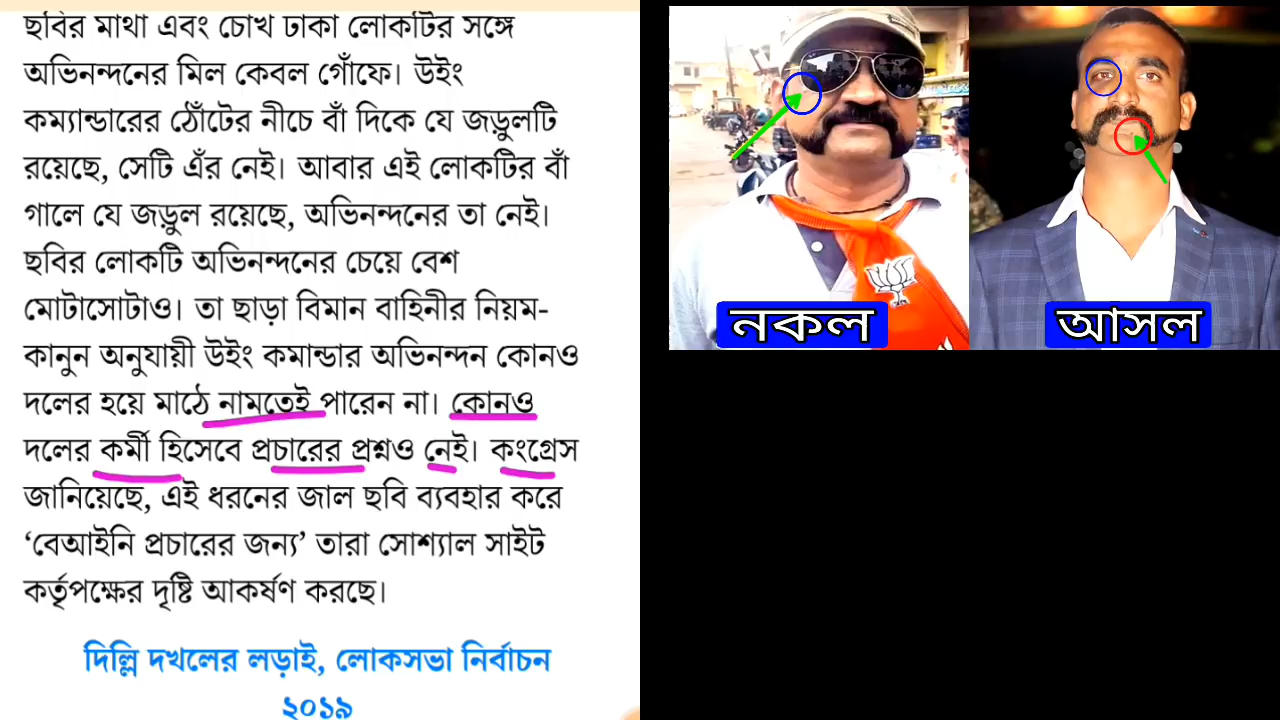 ছবির মাথা এবং চোখ ঢাকা লোকটির সঙ্গে
অভিনন্দনের মিল কেবল গোঁফে। উইং
কম্যান্ডারের ঠোঁটের নীচে বাঁ দিকে যে জড়ুলটি
রয়েছে, সেটি এঁর নেই। আবার এই লোকটির বাঁ
গালে যে জড়ুল রয়েছে, অভিনন্দনের তা নেই।
ছবির লোকটি অভিনন্দনের চেয়ে বেশ
মোটাসোটাও। তা ছাড়া বিমান বাহিনীর নিয়ম-
কানুন অনুযায়ী উইং কমান্ডার অভিনন্দন কোনও
দলের হয়ে মাঠে নামতেই পারেন না। কোনও
দলের কর্মী হিসেবে প্রচারের প্রশ্নও নেই। কংগ্রেস
জানিয়েছে, এই ধরনের জাল ছবি ব্যবহার করে
‘বেআইনি প্রচারের জন্য’ তারা সোশ্যাল সাইট
কর্তৃপক্ষের দৃষ্টি আকর্ষণ করছে।
দিল্লি দখলের লড়াই, লোকসভা নির্বাচন
২০১৯
নকল
আসল